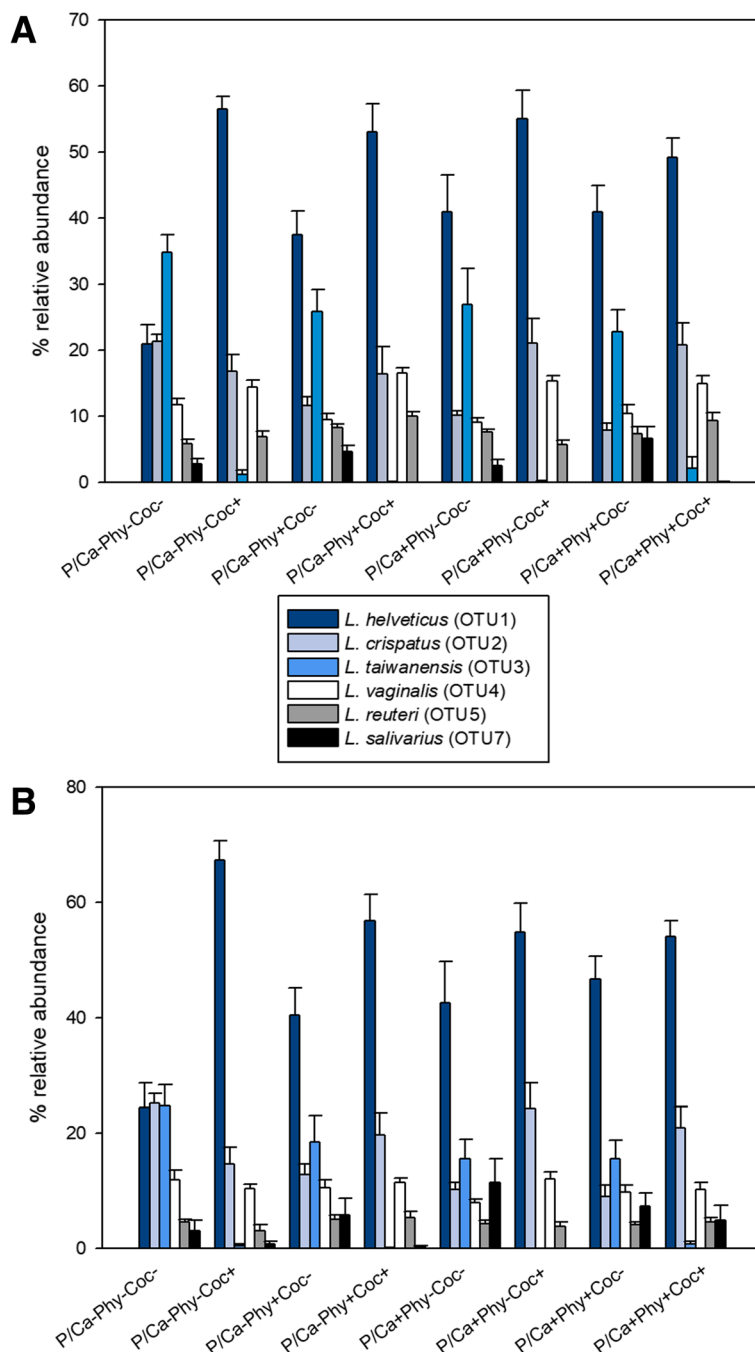 A
70
60
50
40
30
20
10
0
% relative abundance
P/Ca-Phy-Coc-
P/Ca-Phy-Coc+
P/Ca-Phy+Coc-
P/Ca-Phy+Coc+
P/Ca+Phy-Coc-
P/Ca+Phy-Coc+
P/Ca+Phy+Coc-
P/Ca+Phy+Coc+
L. helveticus (OTU1)
L. crispatus (OTU2)
L. taiwanensis (OTU3)
L. vaginalis (OTU4)
L. reuteri (OTU5)
L. salivarius (OTU7)
B
80
60
40
20
0
% relative abundance
P/Ca-Phy-Coc-
P/Ca-Phy-Coc+
P/Ca-Phy+Coc-
P/Ca-Phy+Coc+
P/Ca+Phy-Coc-
P/Ca+Phy-Coc+
P/Ca+Phy+Coc-
P/Ca+Phy+Coc+